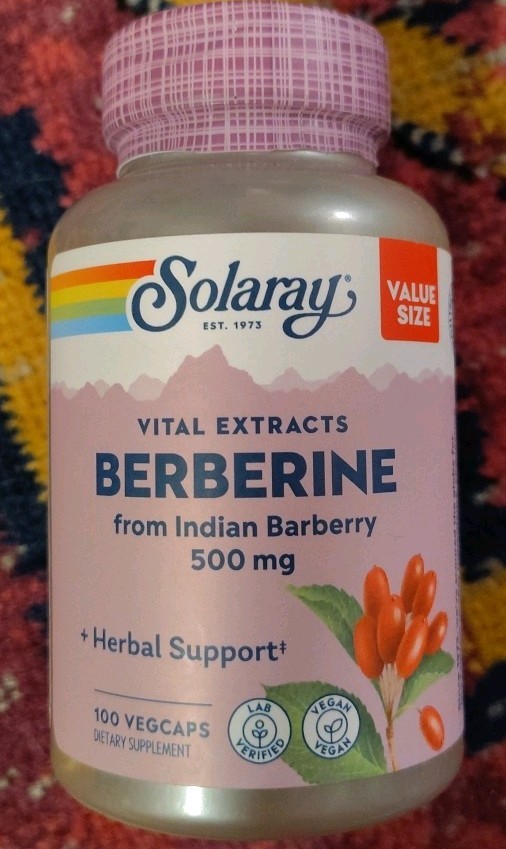 Solaray®
EST. 1973
VALUE
SIZE
VITAL EXTRACTS
BERBERINE
from Indian Barberry
500 mg
+ Herbal Support‡
100 VEGCAPS
DIETARY SUPPLEMENT
LAB
VERIFIED
VEGAN
VEGAN